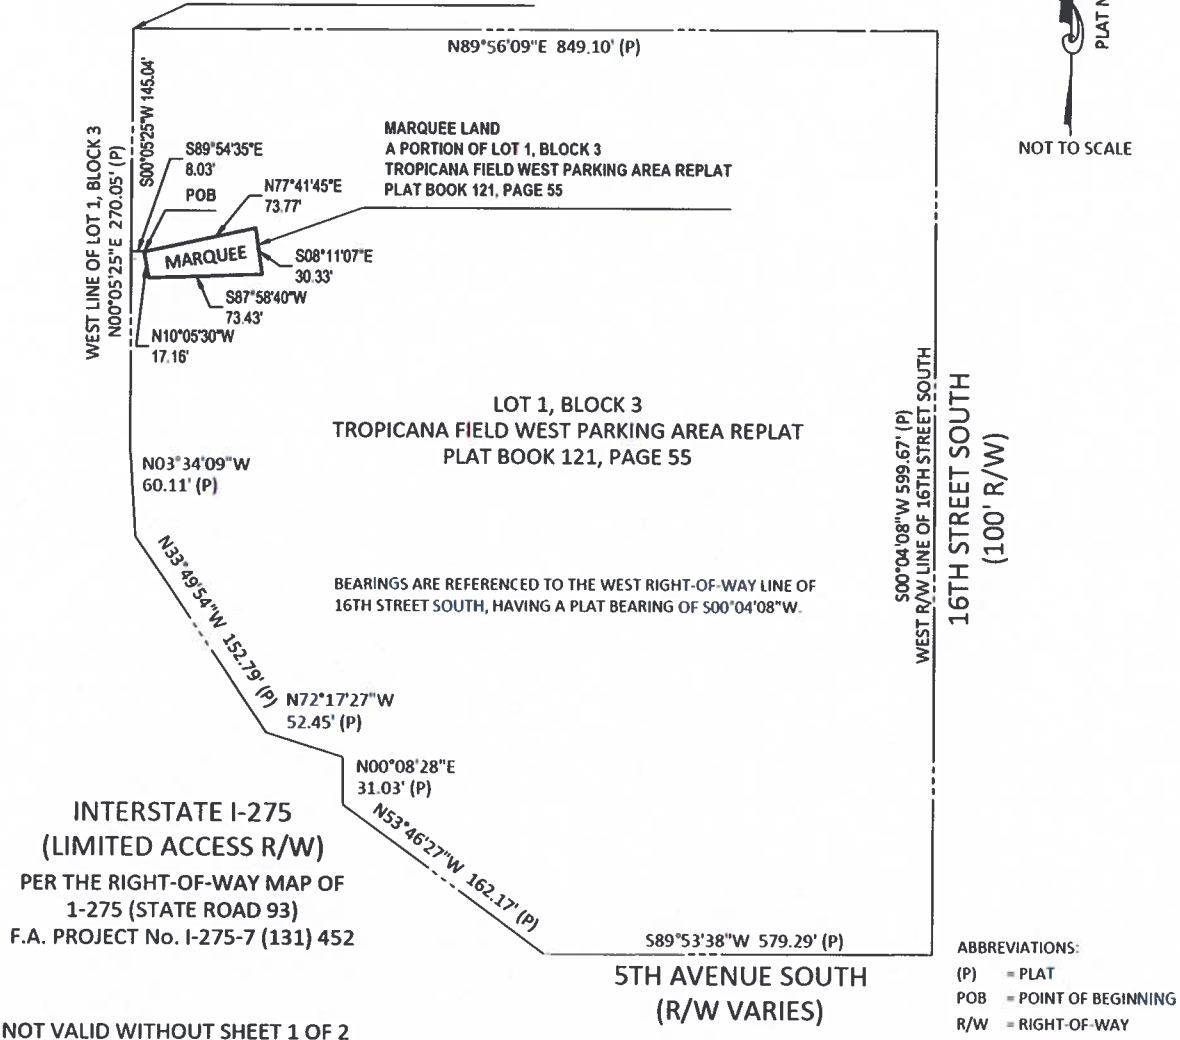 N89°56'09"E 849.10' (P)
PLAT
NOT TO SCALE
S00°05'25"W 145.04'
WEST LINE OF LOT 1, BLOCK 3
N00°05'25"E 270.05' (P)
S89°54'35"E
8.03'
POB
N77°41'45"E
73.77'
MARQUEE LAND
A PORTION OF LOT 1, BLOCK 3
TROPICANA FIELD WEST PARKING AREA REPLAT
PLAT BOOK 121, PAGE 55
MARQUEE
S08°11'07"E
30.33'
S87°58'40"W
73.43'
N10°05'30"W
17.16'
LOT 1, BLOCK 3
TROPICANA FIELD WEST PARKING AREA REPLAT
PLAT BOOK 121, PAGE 55
S00°04'08"W 599.67' (P)
WEST R/W LINE OF 16TH STREET SOUTH
16TH STREET SOUTH
(100' R/W)
N03°34'09"W
60.11' (P)
N33°49'54"W 152.79' (P)
BEARINGS ARE REFERENCED TO THE WEST RIGHT-OF-WAY LINE OF
16TH STREET SOUTH, HAVING A PLAT BEARING OF S00°04'08"W.
N72°17'27"W
52.45' (P)
N00°08'28"E
31.03' (P)
N53°46'27"W 162.17' (P)
INTERSTATE I-275
(LIMITED ACCESS R/W)
PER THE RIGHT-OF-WAY MAP OF
1-275 (STATE ROAD 93)
F.A. PROJECT No. I-275-7 (131) 452
S89°53'38"W 579.29' (P)
5TH AVENUE SOUTH
(R/W VARIES)
ABBREVIATIONS:
(P) = PLAT
POB = POINT OF BEGINNING
R/W = RIGHT-OF-WAY
NOT VALID WITHOUT SHEET 1 OF 2